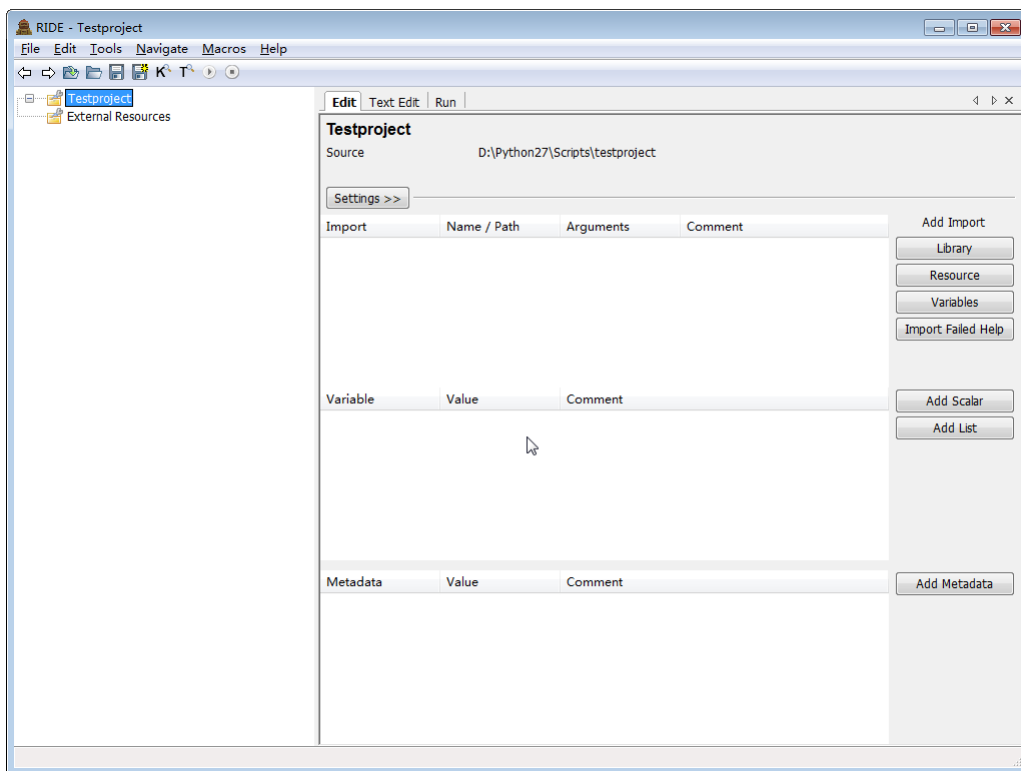 RIDE - Testproject
File Edit Tools Navigate Macros Help
K T
Testproject
External Resources
Edit Text Edit Run
Testproject
Source D:\Python27\Scripts\testproject
Settings >>
Import Name / Path Arguments Comment
Add Import
Library
Resource
Variables
Import Failed Help
Variable Value Comment
Add Scalar
Add List
Metadata Value Comment
Add Metadata